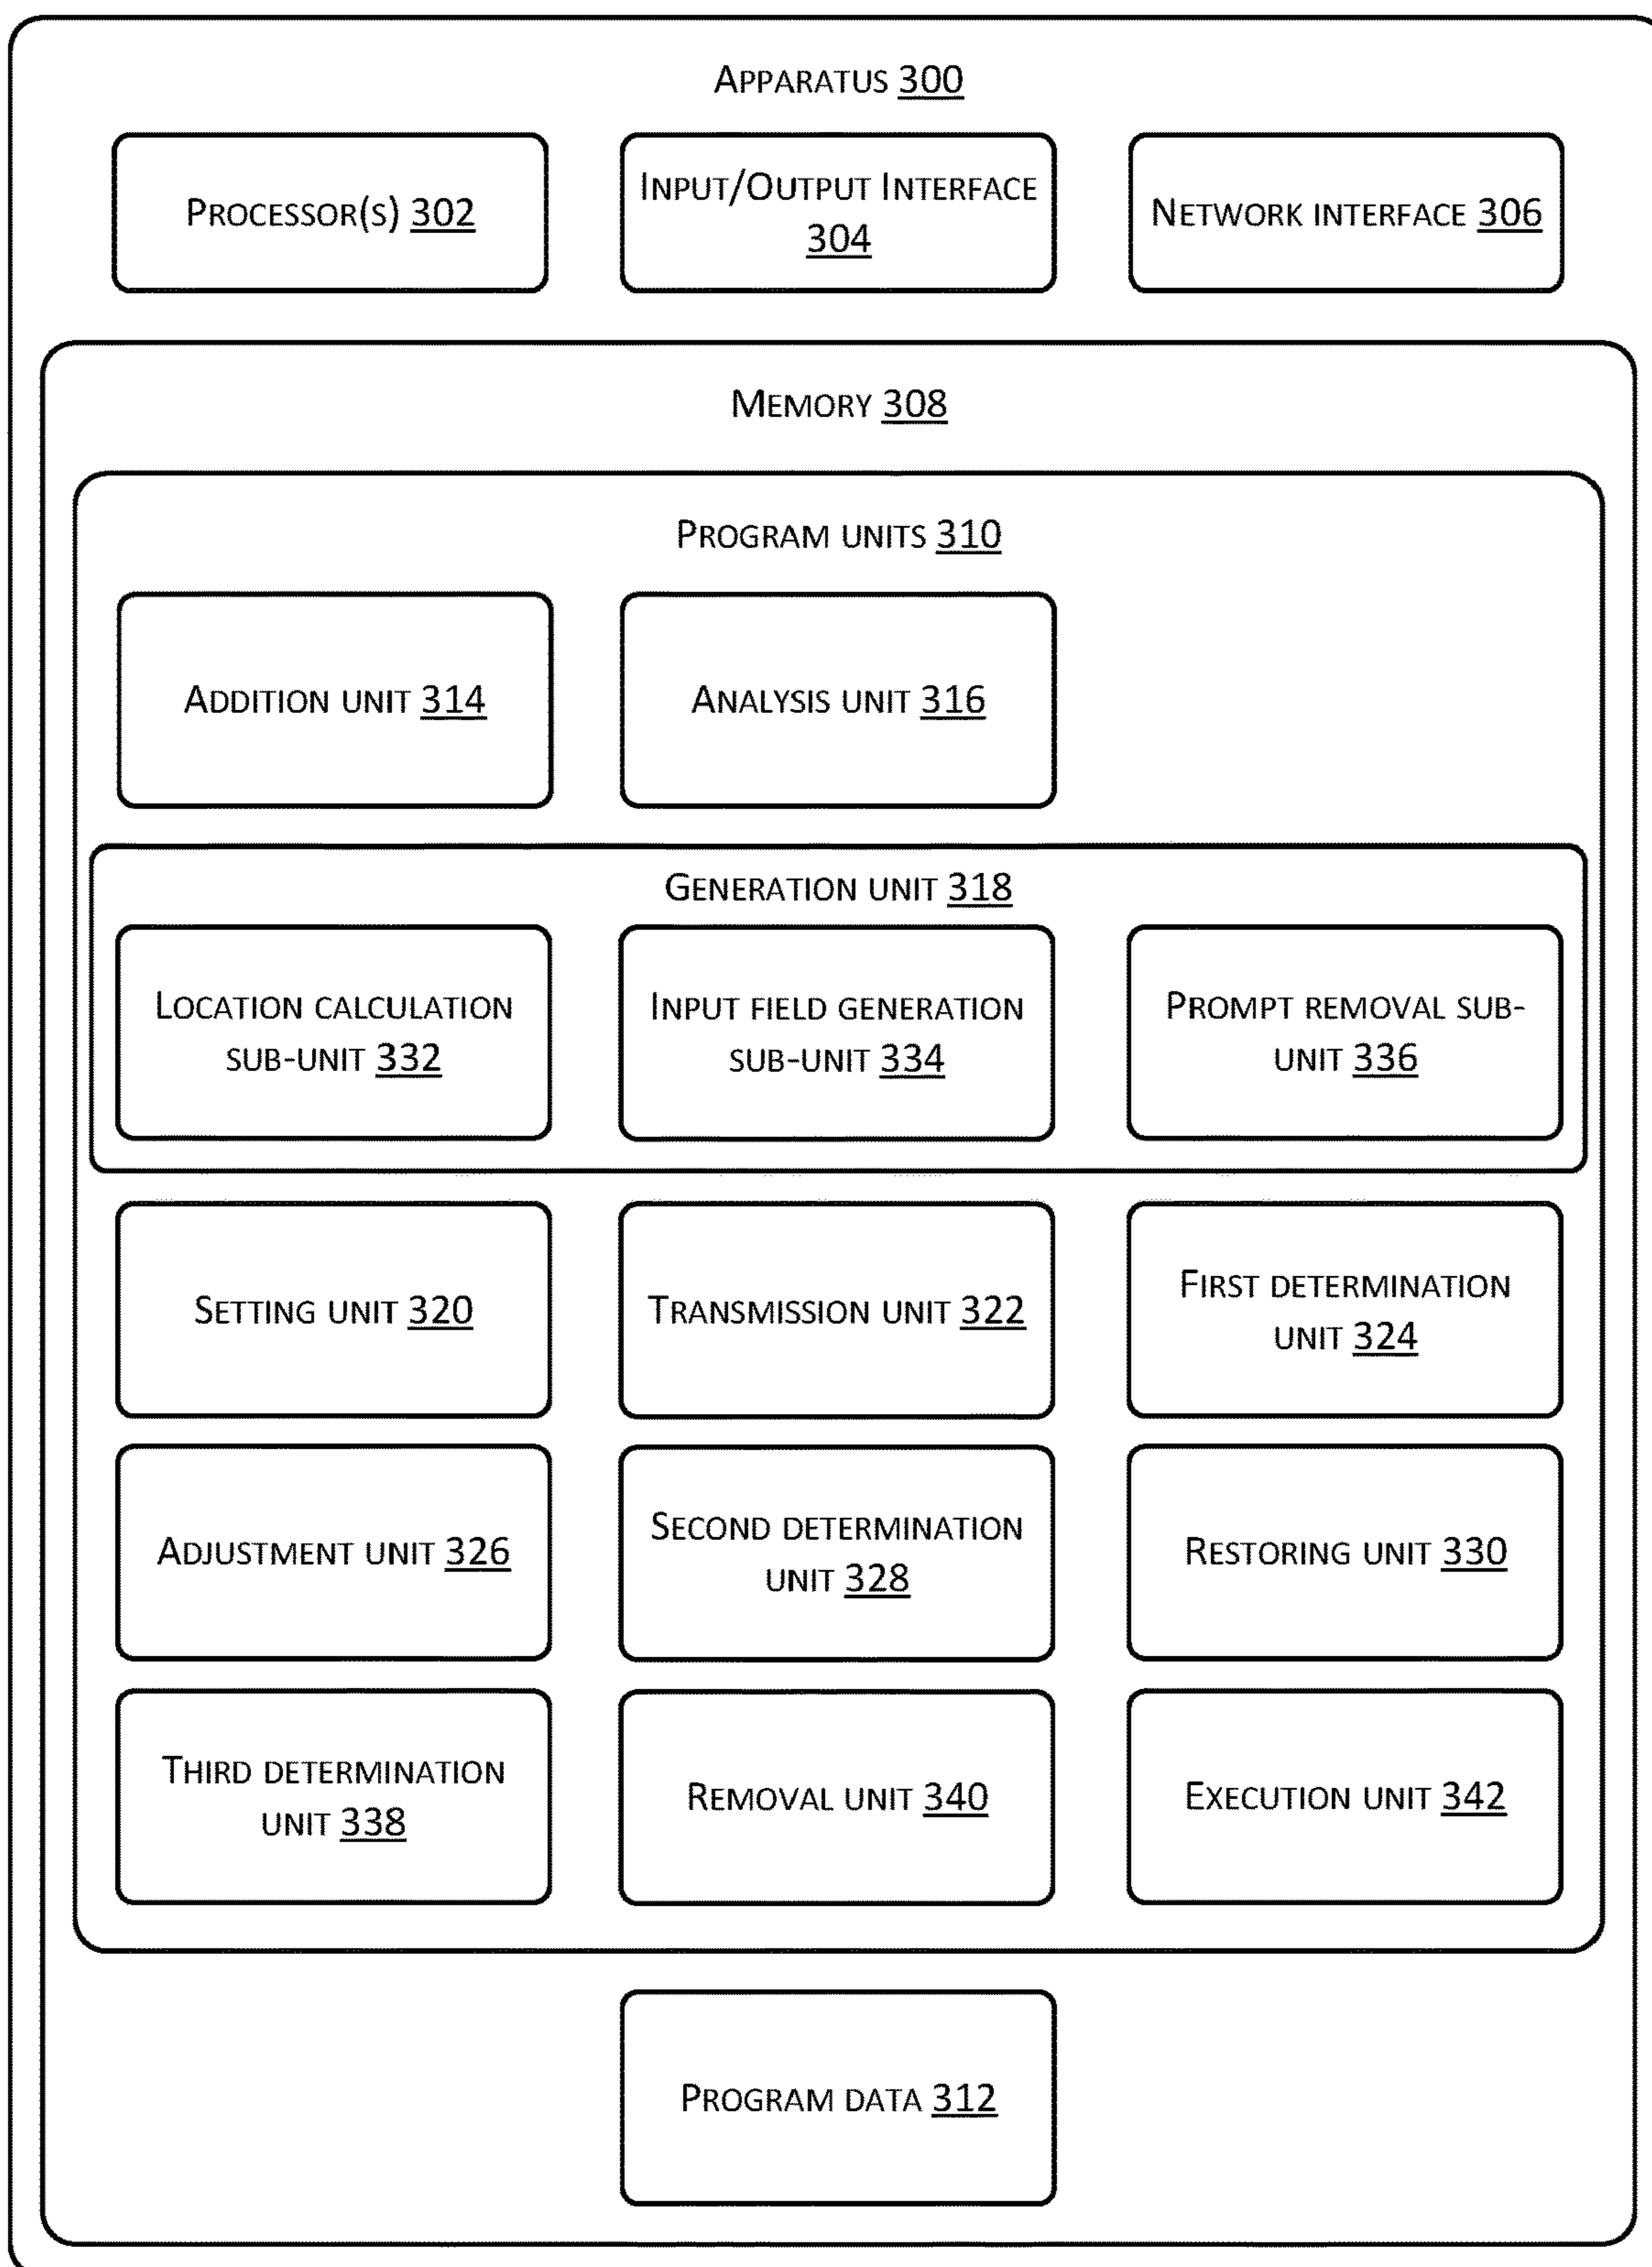 APPARATUS 300
PROCESSOR(S) 302
INPUT/OUTPUT INTERFACE
304
NETWORK INTERFACE 306
MEMORY 308
PROGRAM UNITS 310
ADDITION UNIT 314
ANALYSIS UNIT 316
GENERATION UNIT 318
LOCATION CALCULATION
SUB-UNIT 332
INPUT FIELD GENERATION
SUB-UNIT 334
PROMPT REMOVAL SUB-
UNIT 336
SETTING UNIT 320
TRANSMISSION UNIT 322
FIRST DETERMINATION
UNIT 324
ADJUSTMENT UNIT 326
SECOND DETERMINATION
UNIT 328
RESTORING UNIT 330
THIRD DETERMINATION
UNIT 338
REMOVAL UNIT 340
EXECUTION UNIT 342
PROGRAM DATA 312